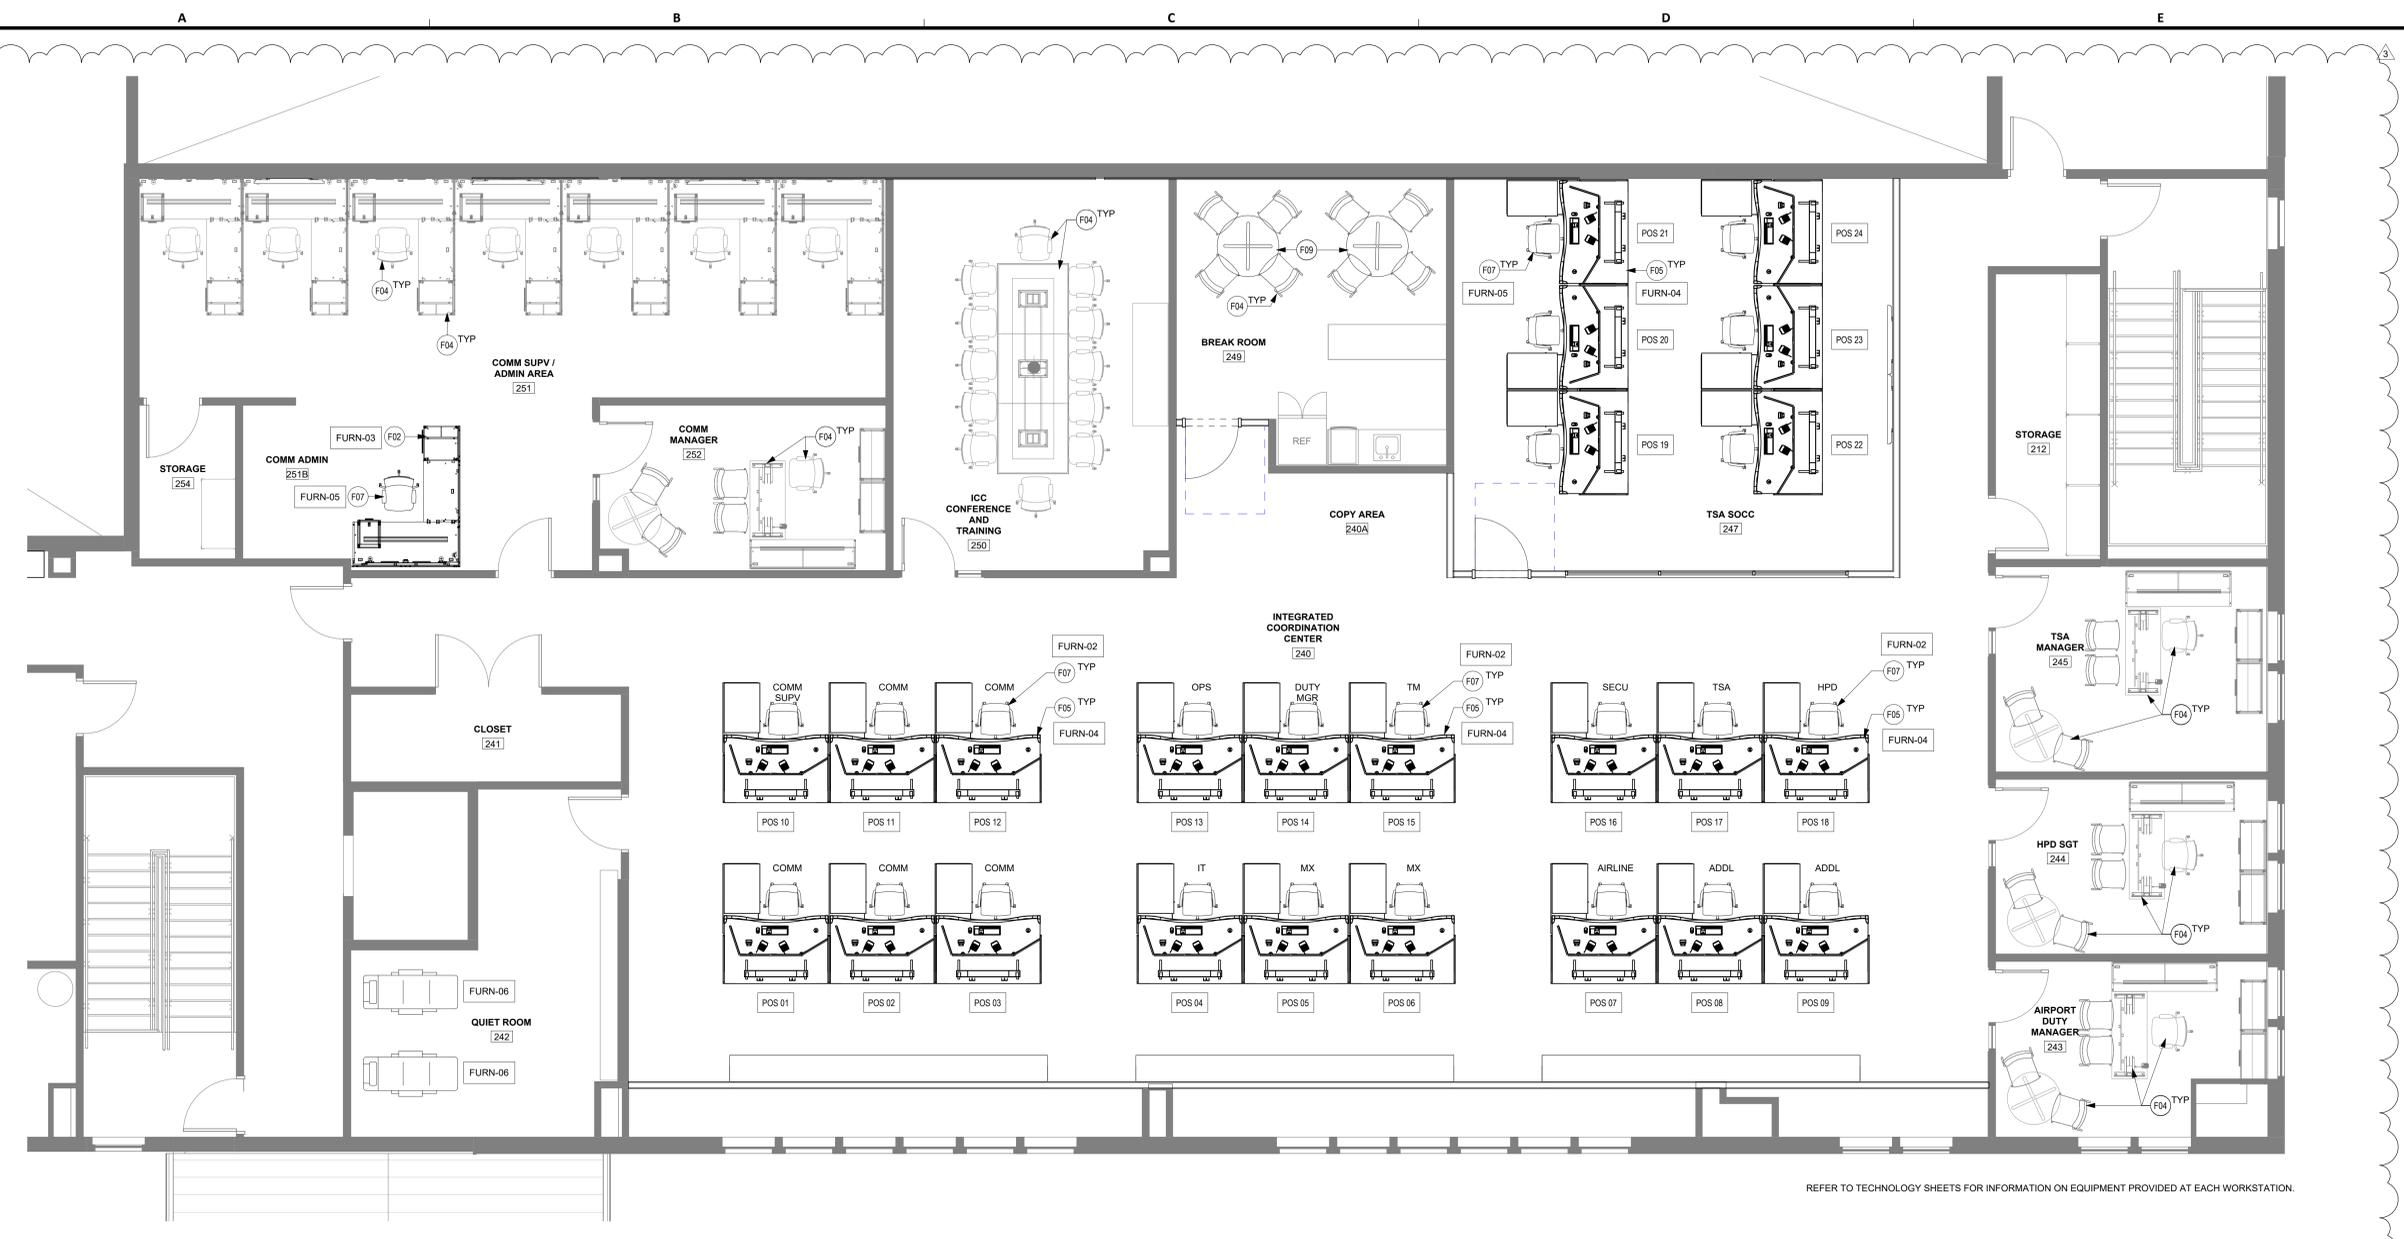 A B C D E
3
F04 TYP
F04 TYP
COMM SUPV /
ADMIN AREA
251
FURN-03 F02
COMM ADMIN
251B
FURN-05 F07
STORAGE
254
COMM
MANAGER
252
F04 TYP
F04 TYP
ICC
CONFERENCE
AND
TRAINING
250
F09
F04 TYP
BREAK ROOM
249
REF
COPY AREA
240A
F07 TYP
FURN-05
F05 TYP
FURN-04
POS 21
POS 24
POS 20
POS 23
POS 19
POS 22
TSA SOCC
247
STORAGE
212
TSA
MANAGER
245
F04 TYP
HPD SGT
244
F04 TYP
AIRPORT
DUTY
MANAGER
243
F04 TYP
INTEGRATED
COORDINATION
CENTER
240
CLOSET
241
QUIET ROOM
242
FURN-06
FURN-06
FURN-02
F07 TYP
F05 TYP
FURN-04
FURN-02
F07 TYP
F05 TYP
FURN-04
FURN-02
F07 TYP
F05 TYP
FURN-04
COMM
SUPV
COMM
COMM
OPS
DUTY
MGR
TM
SECU
TSA
HPD
POS 10
POS 11
POS 12
POS 13
POS 14
POS 15
POS 16
POS 17
POS 18
COMM
COMM
COMM
IT
MX
MX
AIRLINE
ADDL
ADDL
POS 01
POS 02
POS 03
POS 04
POS 05
POS 06
POS 07
POS 08
POS 09
REFER TO TECHNOLOGY SHEETS FOR INFORMATION ON EQUIPMENT PROVIDED AT EACH WORKSTATION.